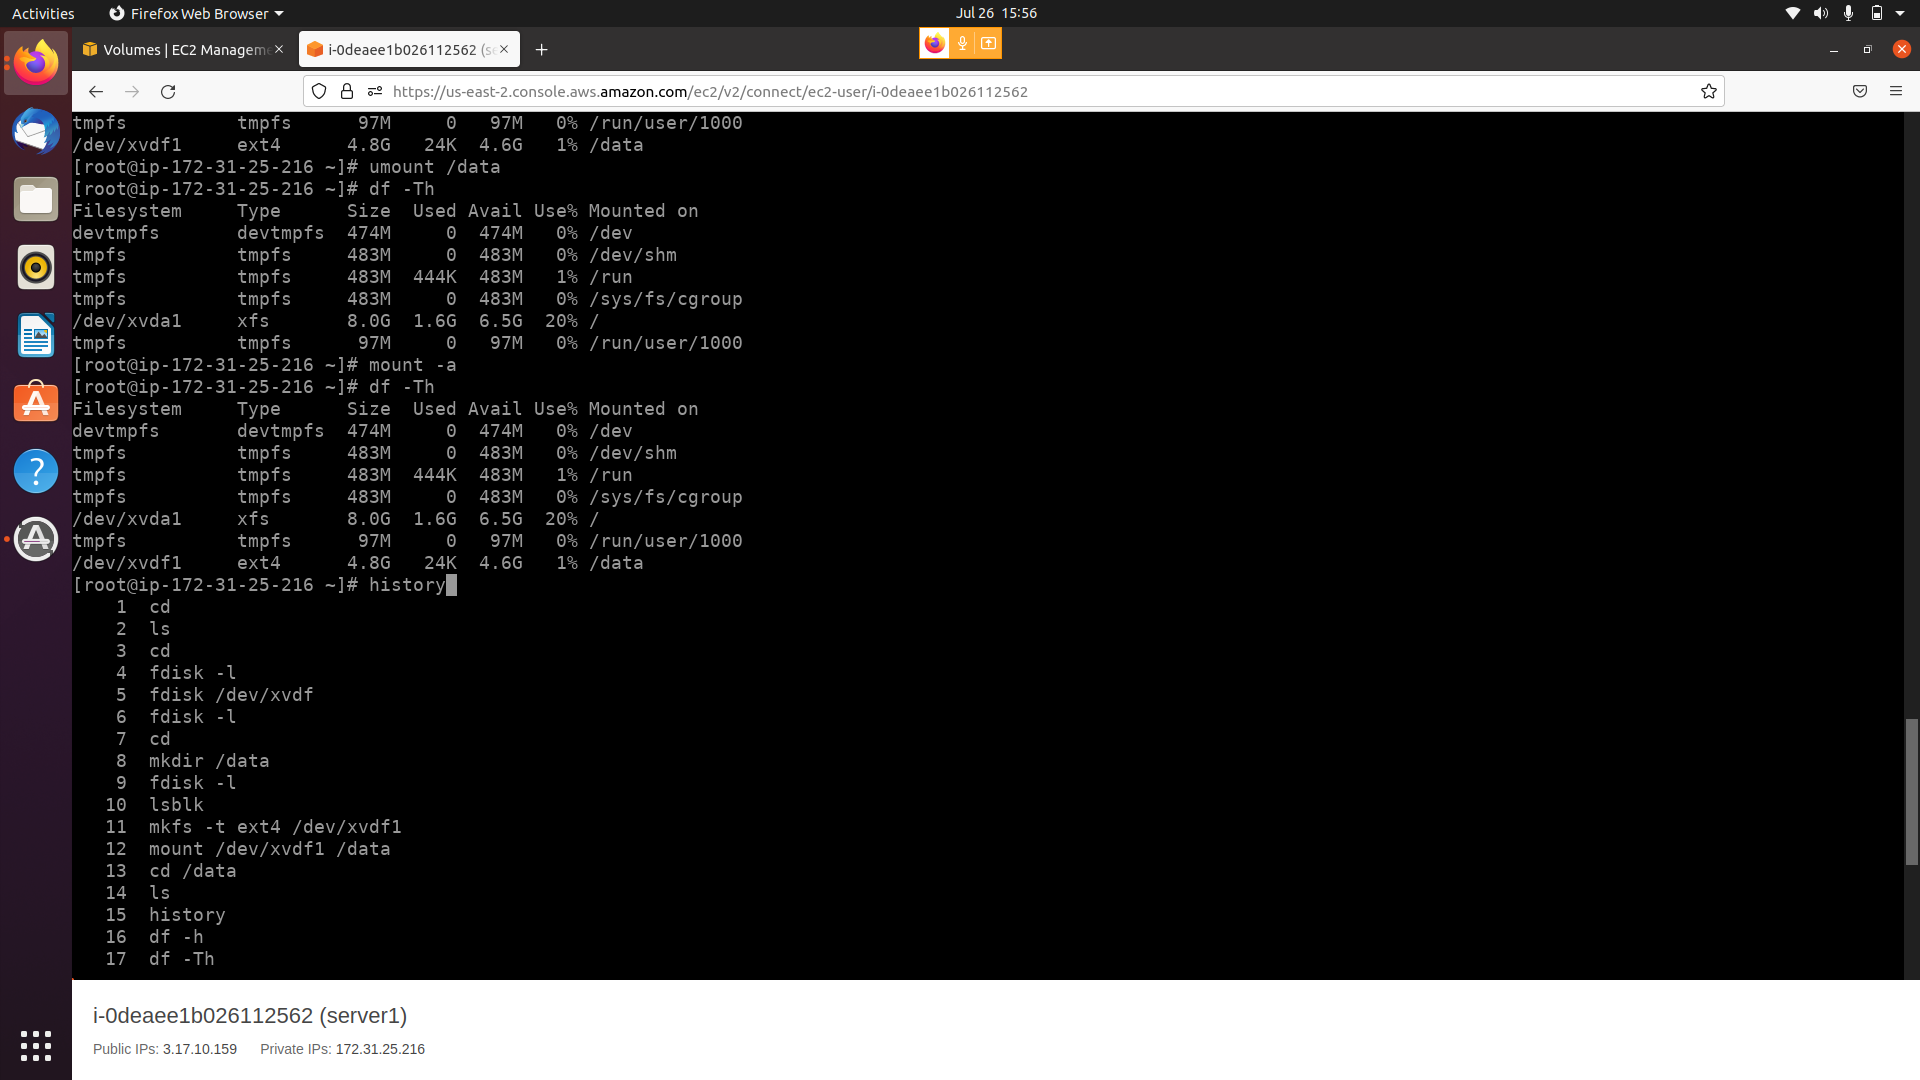 Activities
Firefox Web Browser
Jul 26 15:56
Volumes | EC2 Manageme
i-0deaee1b026112562 (se
https://us-east-2.console.aws.amazon.com/ec2/v2/connect/ec2-user/i-0deaee1b026112562
tmpfs tmpfs 97M 0 97M 0% /run/user/1000
/dev/xvdf1 ext4 4.8G 24K 4.6G 1% /data
[root@ip-172-31-25-216 ~]# umount /data
[root@ip-172-31-25-216 ~]# df -Th
Filesystem Type Size Used Avail Use% Mounted on
devtmpfs devtmpfs 474M 0 474M 0% /dev
tmpfs tmpfs 483M 0 483M 0% /dev/shm
tmpfs tmpfs 483M 444K 483M 1% /run
tmpfs tmpfs 483M 0 483M 0% /sys/fs/cgroup
/dev/xvda1 xfs 8.0G 1.6G 6.5G 20% /
tmpfs tmpfs 97M 0 97M 0% /run/user/1000
[root@ip-172-31-25-216 ~]# mount -a
[root@ip-172-31-25-216 ~]# df -Th
Filesystem Type Size Used Avail Use% Mounted on
devtmpfs devtmpfs 474M 0 474M 0% /dev
tmpfs tmpfs 483M 0 483M 0% /dev/shm
tmpfs tmpfs 483M 444K 483M 1% /run
tmpfs tmpfs 483M 0 483M 0% /sys/fs/cgroup
/dev/xvda1 xfs 8.0G 1.6G 6.5G 20% /
tmpfs tmpfs 97M 0 97M 0% /run/user/1000
/dev/xvdf1 ext4 4.8G 24K 4.6G 1% /data
[root@ip-172-31-25-216 ~]# history
1 cd
2 ls
3 cd
4 fdisk -l
5 fdisk /dev/xvdf
6 fdisk -l
7 cd
8 mkdir /data
9 fdisk -l
10 lsblk
11 mkfs -t ext4 /dev/xvdf1
12 mount /dev/xvdf1 /data
13 cd /data
14 ls
15 history
16 df -h
17 df -Th
i-0deaee1b026112562 (server1)
Public IPs: 3.17.10.159 Private IPs: 172.31.25.216